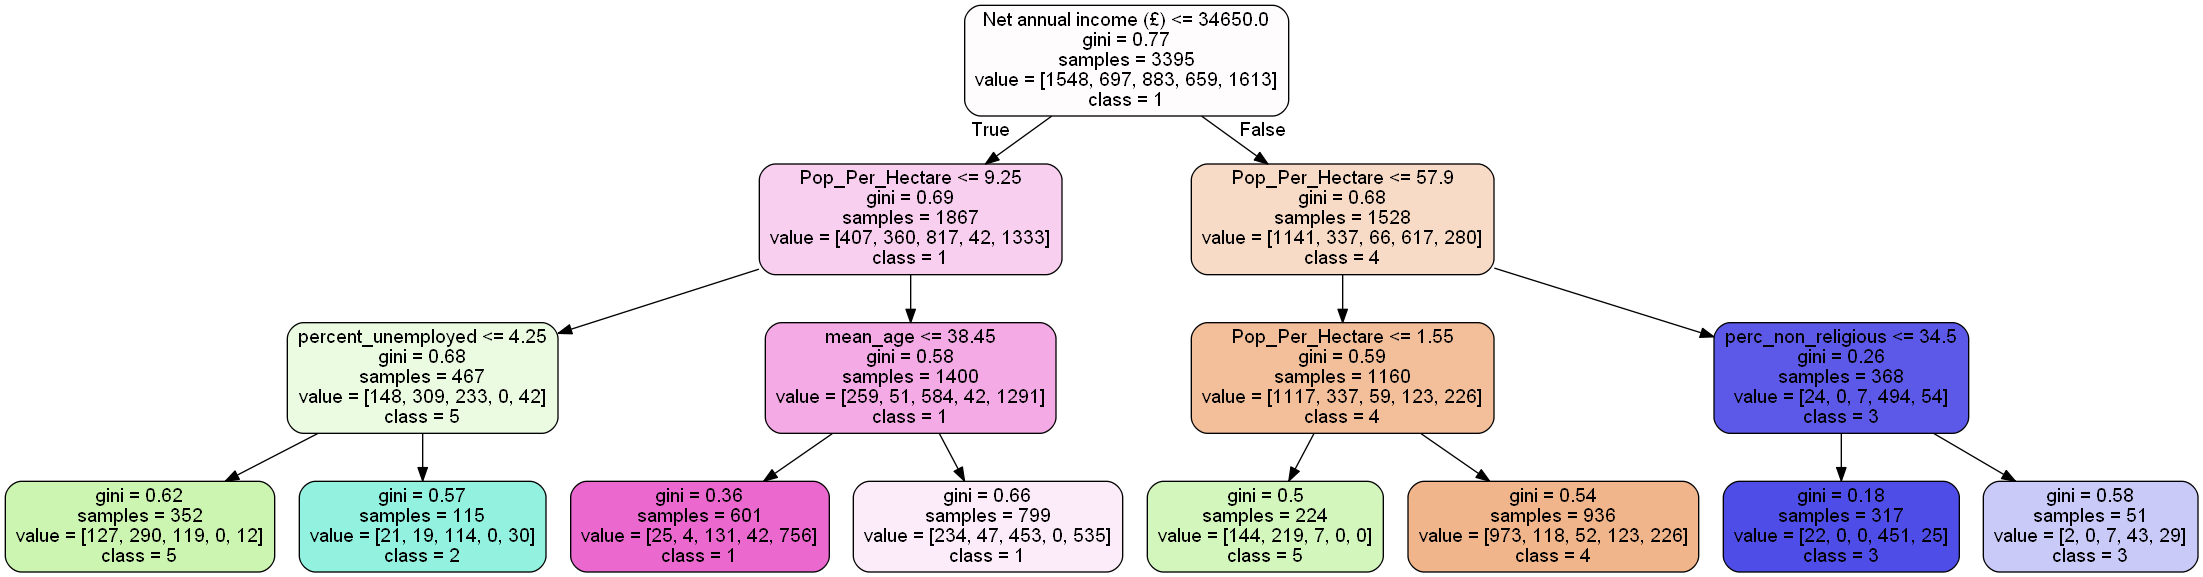 Net annual income (£) <= 34650.0
gini = 0.77
samples = 3395
value = [1548, 697, 883, 659, 1613]
class = 1
True
False
Pop_Per_Hectare <= 9.25
gini = 0.69
samples = 1867
value = [407, 360, 817, 42, 1333]
class = 1
Pop_Per_Hectare <= 57.9
gini = 0.68
samples = 1528
value = [1141, 337, 66, 617, 280]
class = 4
percent_unemployed <= 4.25
gini = 0.68
samples = 467
value = [148, 309, 233, 0, 42]
class = 5
mean_age <= 38.45
gini = 0.58
samples = 1400
value = [259, 51, 584, 42, 1291]
class = 1
Pop_Per_Hectare <= 1.55
gini = 0.59
samples = 1160
value = [1117, 337, 59, 123, 226]
class = 4
perc_non_religious <= 34.5
gini = 0.26
samples = 368
value = [24, 0, 7, 494, 54]
class = 3
gini = 0.62
samples = 352
value = [127, 290, 119, 0, 12]
class = 5
gini = 0.57
samples = 115
value = [21, 19, 114, 0, 30]
class = 2
gini = 0.36
samples = 601
value = [25, 4, 131, 42, 756]
class = 1
gini = 0.66
samples = 799
value = [234, 47, 453, 0, 535]
class = 1
gini = 0.5
samples = 224
value = [144, 219, 7, 0, 0]
class = 5
gini = 0.54
samples = 936
value = [973, 118, 52, 123, 226]
class = 4
gini = 0.18
samples = 317
value = [22, 0, 0, 451, 25]
class = 3
gini = 0.58
samples = 51
value = [2, 0, 7, 43, 29]
class = 3